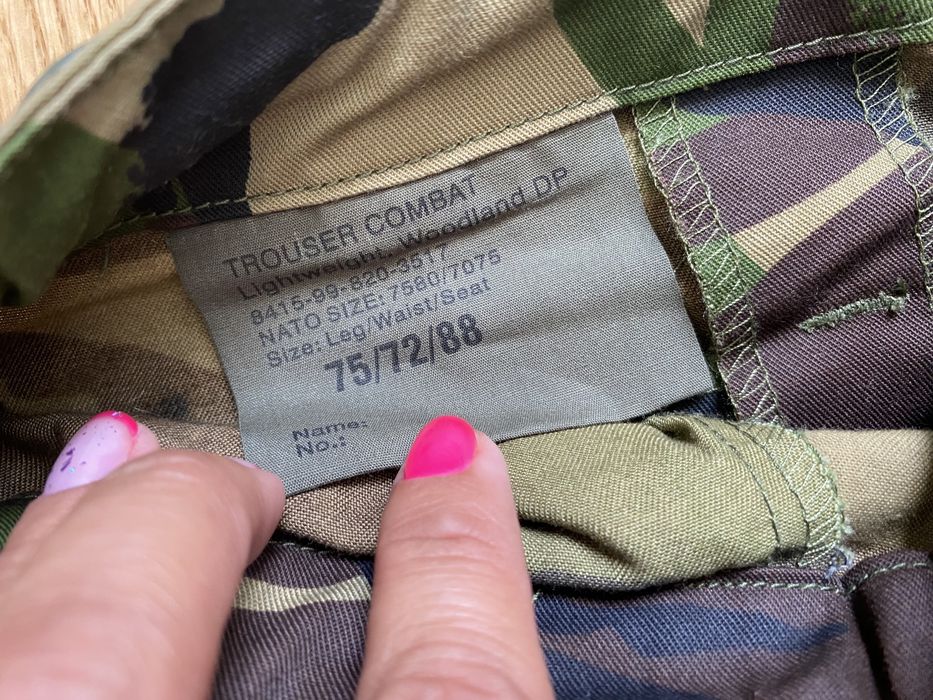 TROUSER COMBAT
Lightweight, Woodland DP
8415-99-820-3517
NATO SIZE: 7580/7075
Size: Leg/Waist/Seat
75/72/88
Name:
No.: